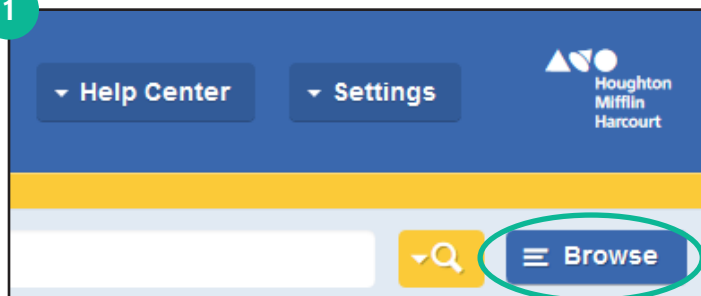 1
Help Center
Settings
Houghton
Mifflin
Harcourt
Browse